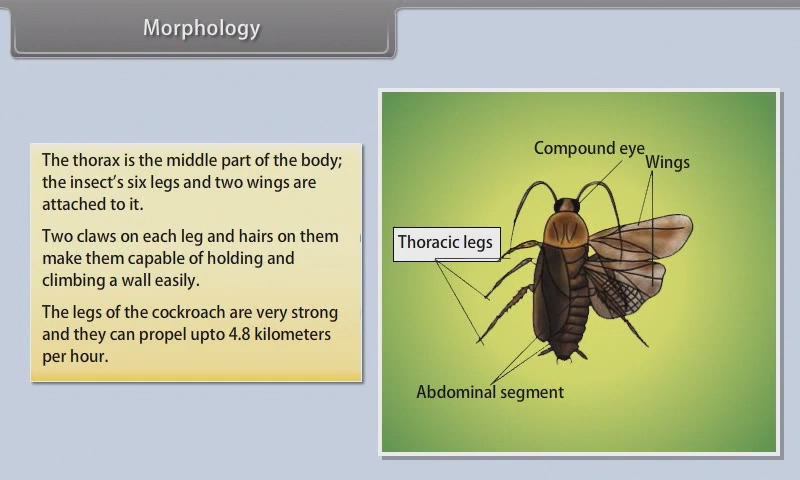 Morphology
The thorax is the middle part of the body;
the insect's six legs and two wings are
attached to it.
Two claws on each leg and hairs on them
make them capable of holding and
climbing a wall easily.
The legs of the cockroach are very strong
and they can propel upto 4.8 kilometers
per hour.
Compound eye
Wings
Thoracic legs
Abdominal segment